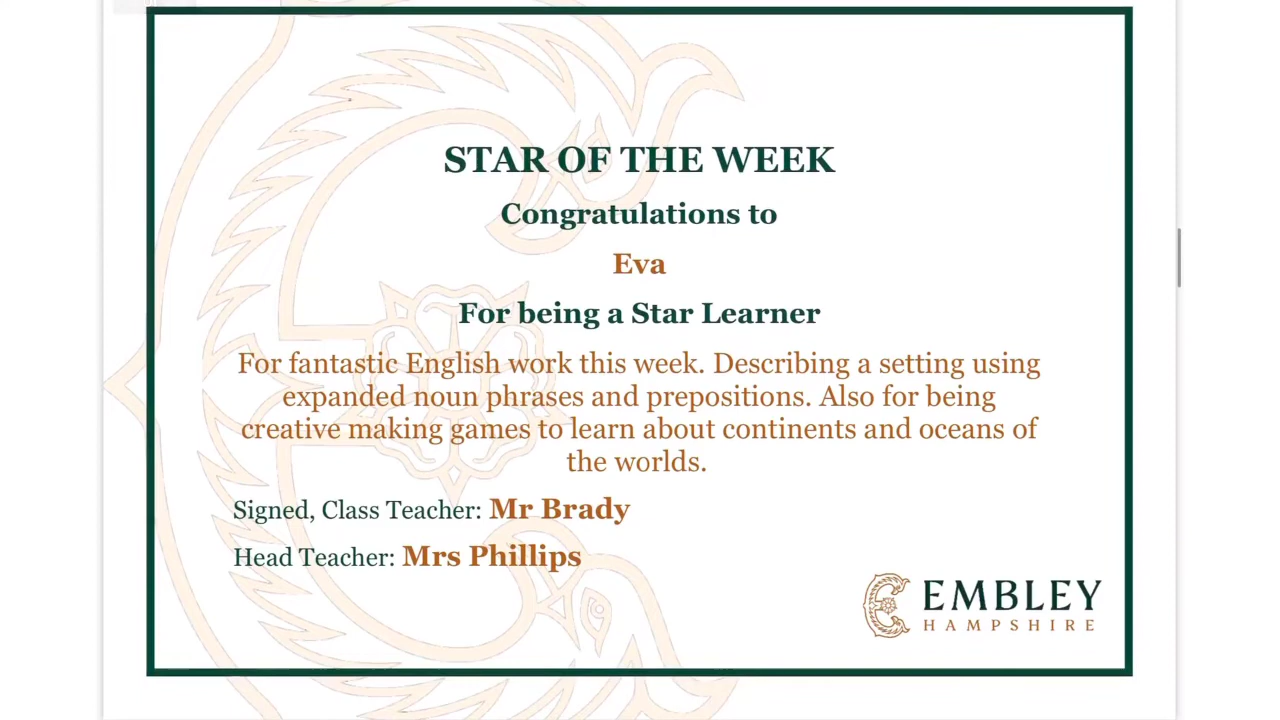 STAR OF THE WEEK
Congratulations to
Eva
For being a Star Learner
For fantastic English work this week. Describing a setting using
expanded noun phrases and prepositions. Also for being
creative making games to learn about continents and oceans of
the worlds.
Signed, Class Teacher: Mr Brady
Head Teacher: Mrs Phillips
EMBLEY
HAMPSHIRE